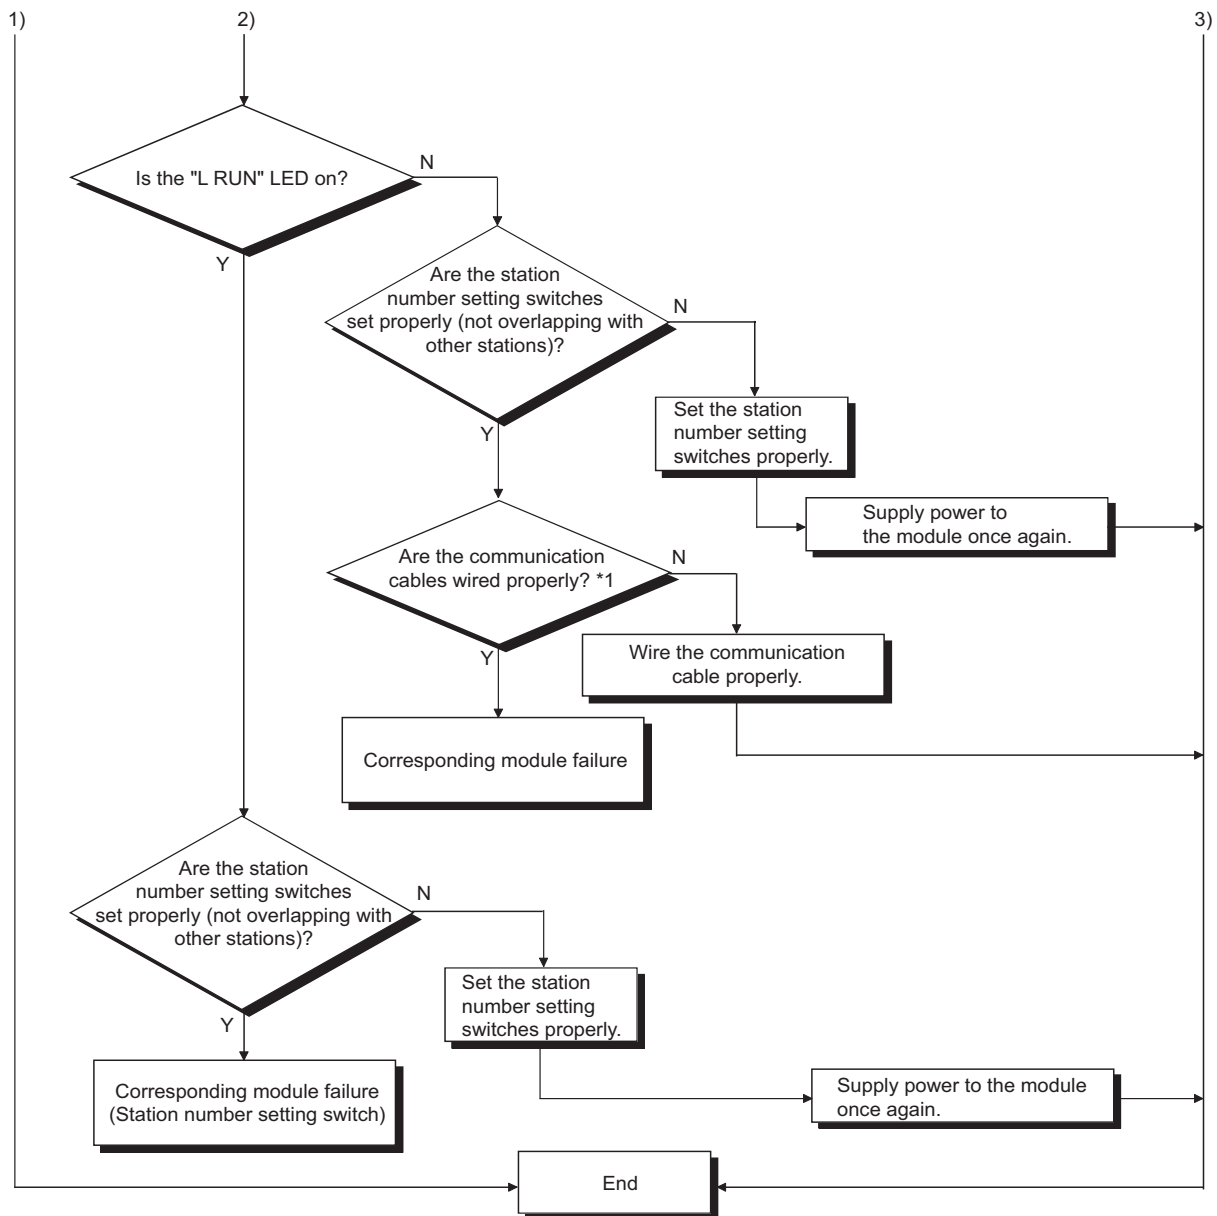 1)
2)
3)
Is the "L RUN" LED on?
N
Y
Are the station
number setting switches
set properly (not overlapping with
other stations)?
N
Y
Set the station
number setting
switches properly.
Supply power to
the module once again.
Are the communication
cables wired properly? *1
N
Y
Wire the communication
cable properly.
Corresponding module failure
Are the station
number setting switches
set properly (not overlapping with
other stations)?
N
Y
Set the station
number setting
switches properly.
Corresponding module failure
(Station number setting switch)
Supply power to the module
once again.
End